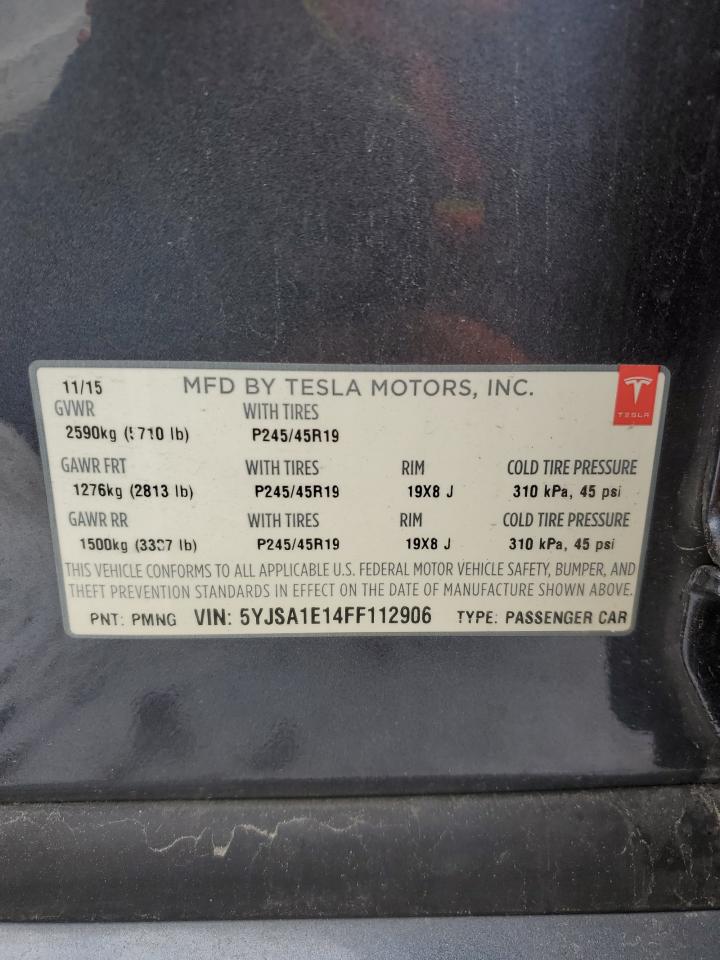 11/15 MFD BY TESLA MOTORS, INC.
TESLA
GVWR WITH TIRES
2590kg ( 710 lb) P245/45R19
GAWR FRT WITH TIRES RIM COLD TIRE PRESSURE
1276kg (2813 lb) P245/45R19 19X8 J 310 kPa, 45 psi
GAWR RR WITH TIRES RIM COLD TIRE PRESSURE
1500kg lb) P245/45R19 19X8 J 310 kPa, 45 psi
THIS VEHICLE CONFORMS TO ALL APPLICABLE U.S. FEDERAL MOTOR VEHICLE SAFETY, BUMPER, AND
THEFT PREVENTION STANDARDS IN EFFECT ON THE DATE OF MANUFACTURE SHOWN ABOVE.
PNT: PMNG VIN: 5YJSA1E14FF112906 TYPE: PASSENGER CAR